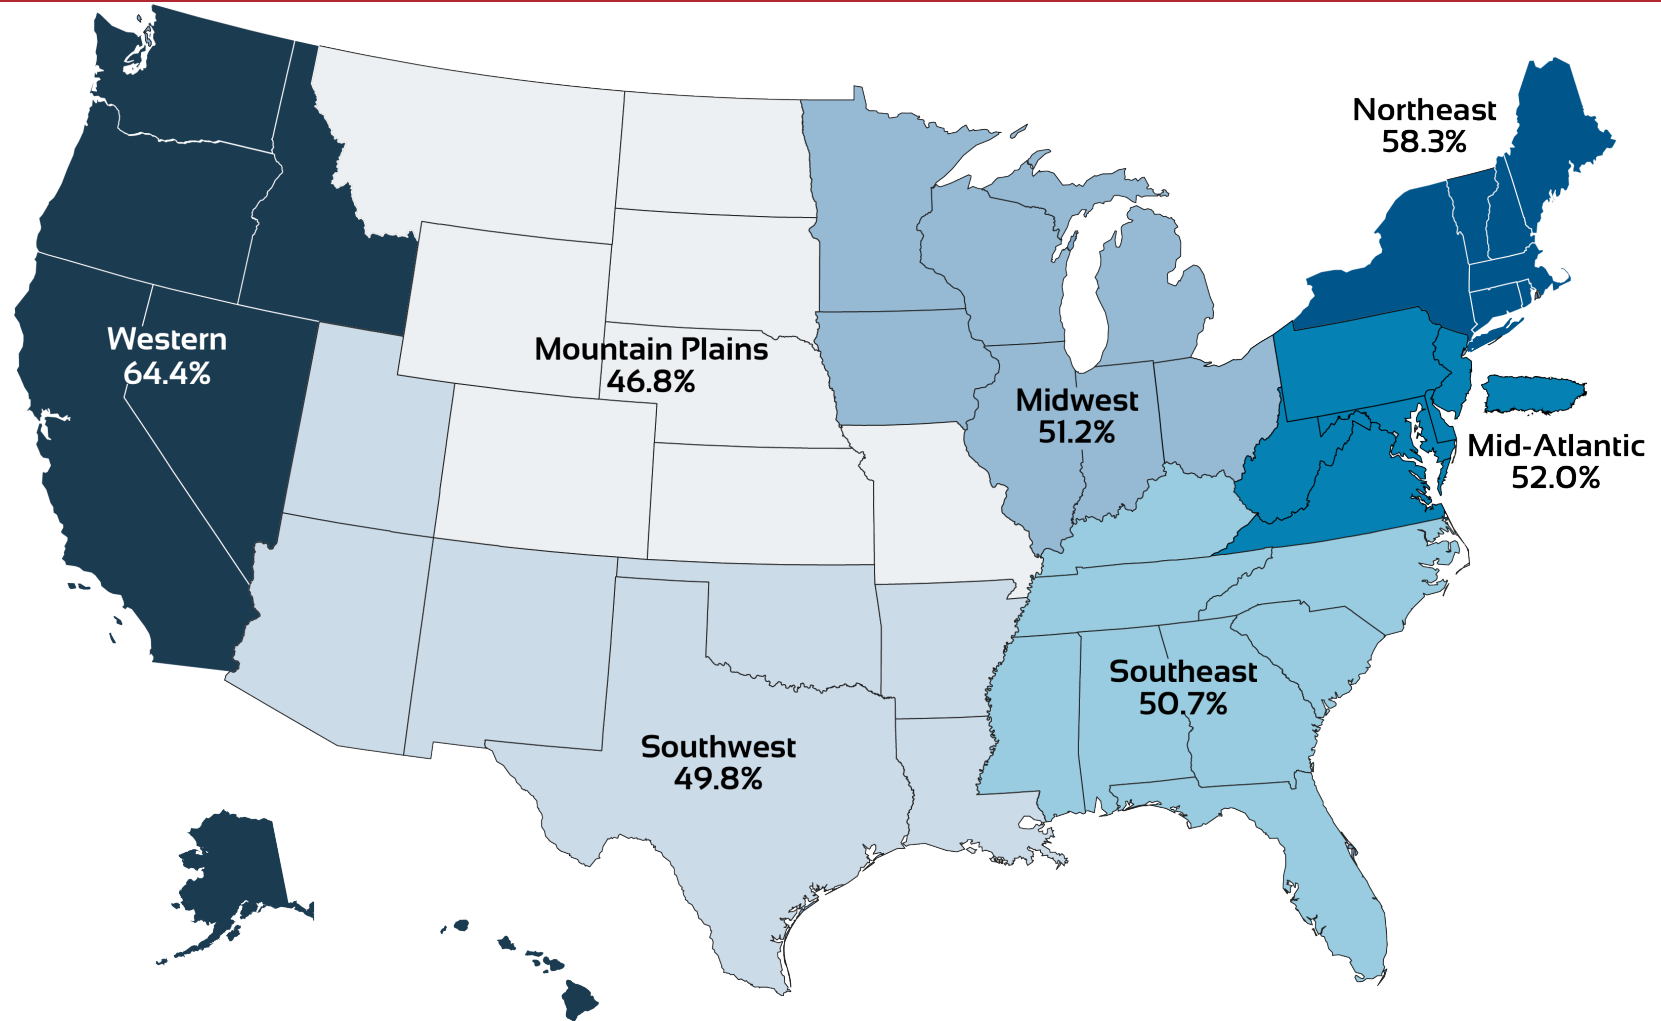 Northeast
58.3%
Western
64.4%
Mountain Plains
46.8%
Midwest
51.2%
Mid-Atlantic
52.0%
Southeast
50.7%
Southwest
49.8%